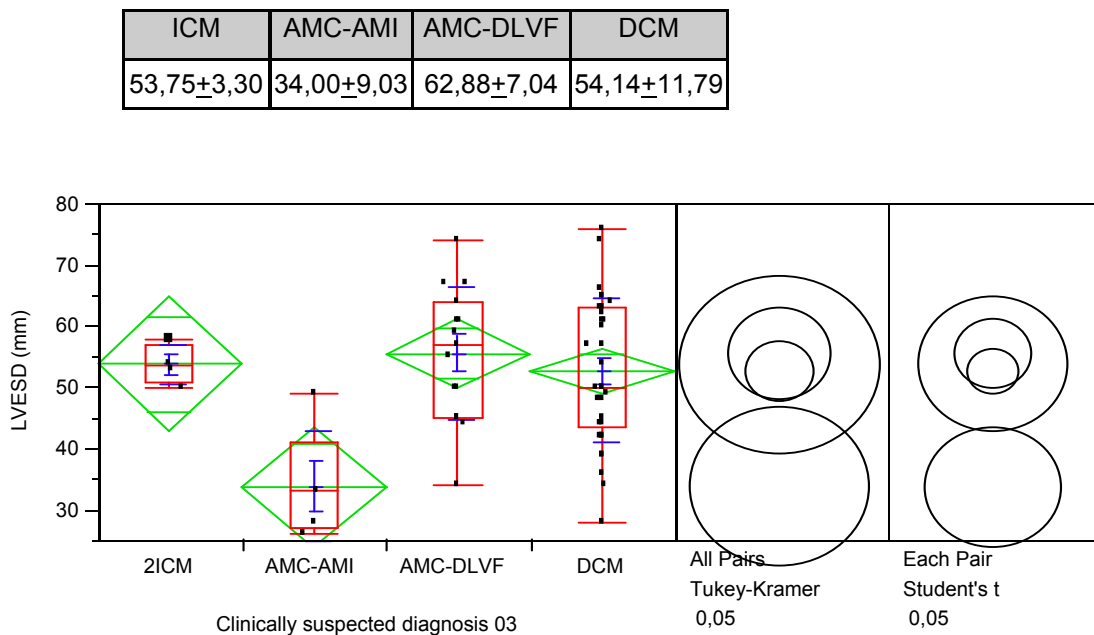 ICM AMC-AMI AMC-DLVF DCM
53,75±3,30 34,00±9,03 62,88±7,04 54,14±11,79
80
70
60
50
40
30
LVESD (mm)
2ICM AMC-AMI AMC-DLVF DCM
All Pairs
Tukey-Kramer
0,05
Each Pair
Student's t
0,05
Clinically suspected diagnosis 03